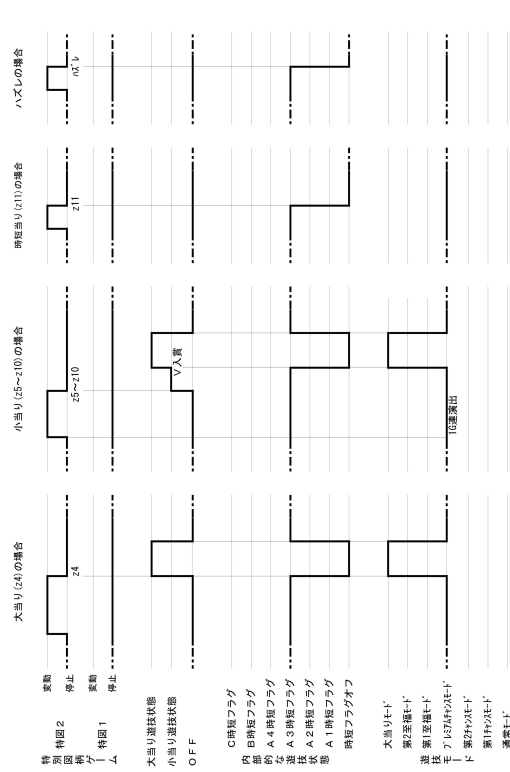 大当り(z4)の場合
小当り(z5～z10)の場合
時短当り(z11)の場合
ハズレの場合
特別図柄ゲーム
特図2
変動
停止
z4
z5～z10
z11
ハズレ
特図1
変動
停止
大当り遊技状態
小当り遊技状態
V入賞
OFF
内部的な遊技状態
C時短フラグ
B時短フラグ
A4時短フラグ
A3時短フラグ
A2時短フラグ
A1時短フラグ
時短フラグオフ
遊技モード
大当りモード
第2至福モード
第1至福モード
プレミアムチャンスモード
1G連演出
第2チャンスモード
第1チャンスモード
通常モード